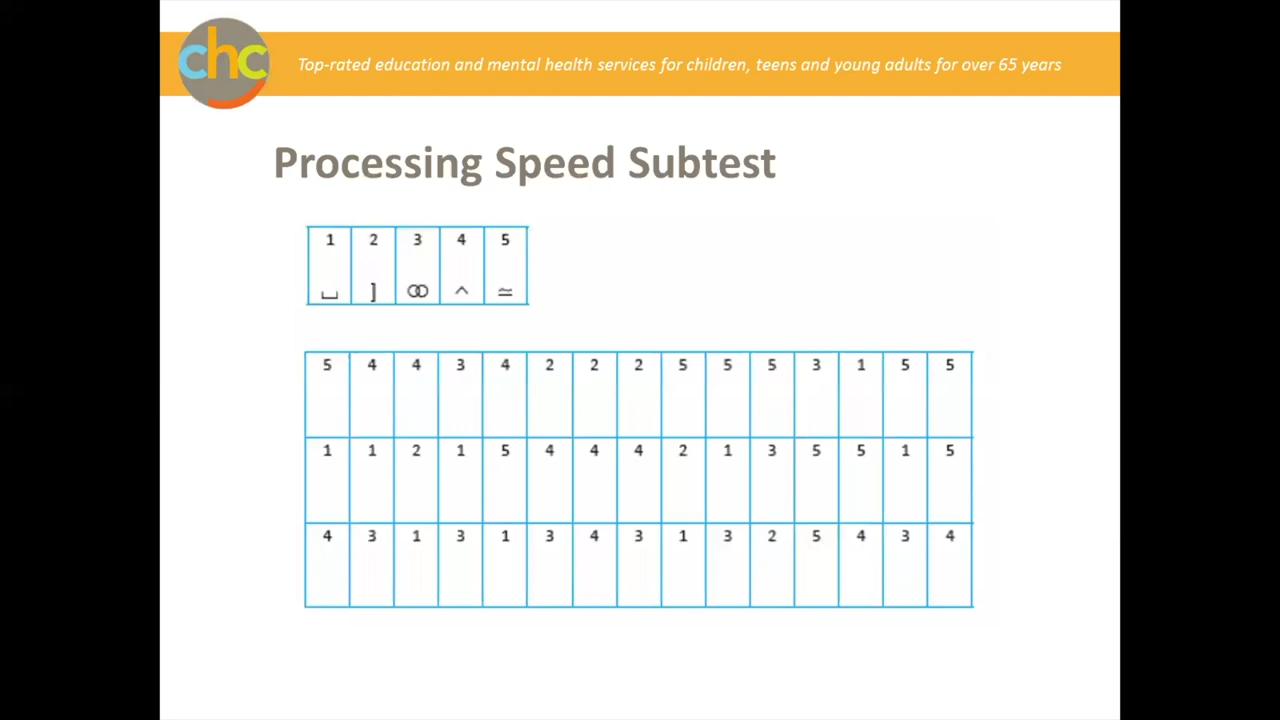 chc
Top-rated education and mental health services for children, teens and young adults for over 65 years
Processing Speed Subtest
1 2 3 4 5
⎵ ] ꝏ ^ ≃
5 4 4 3 4 2 2 2 5 5 5 3 1 5 5
1 1 2 1 5 4 4 4 2 1 3 5 5 1 5
4 3 1 3 1 3 4 3 1 3 2 5 4 3 4